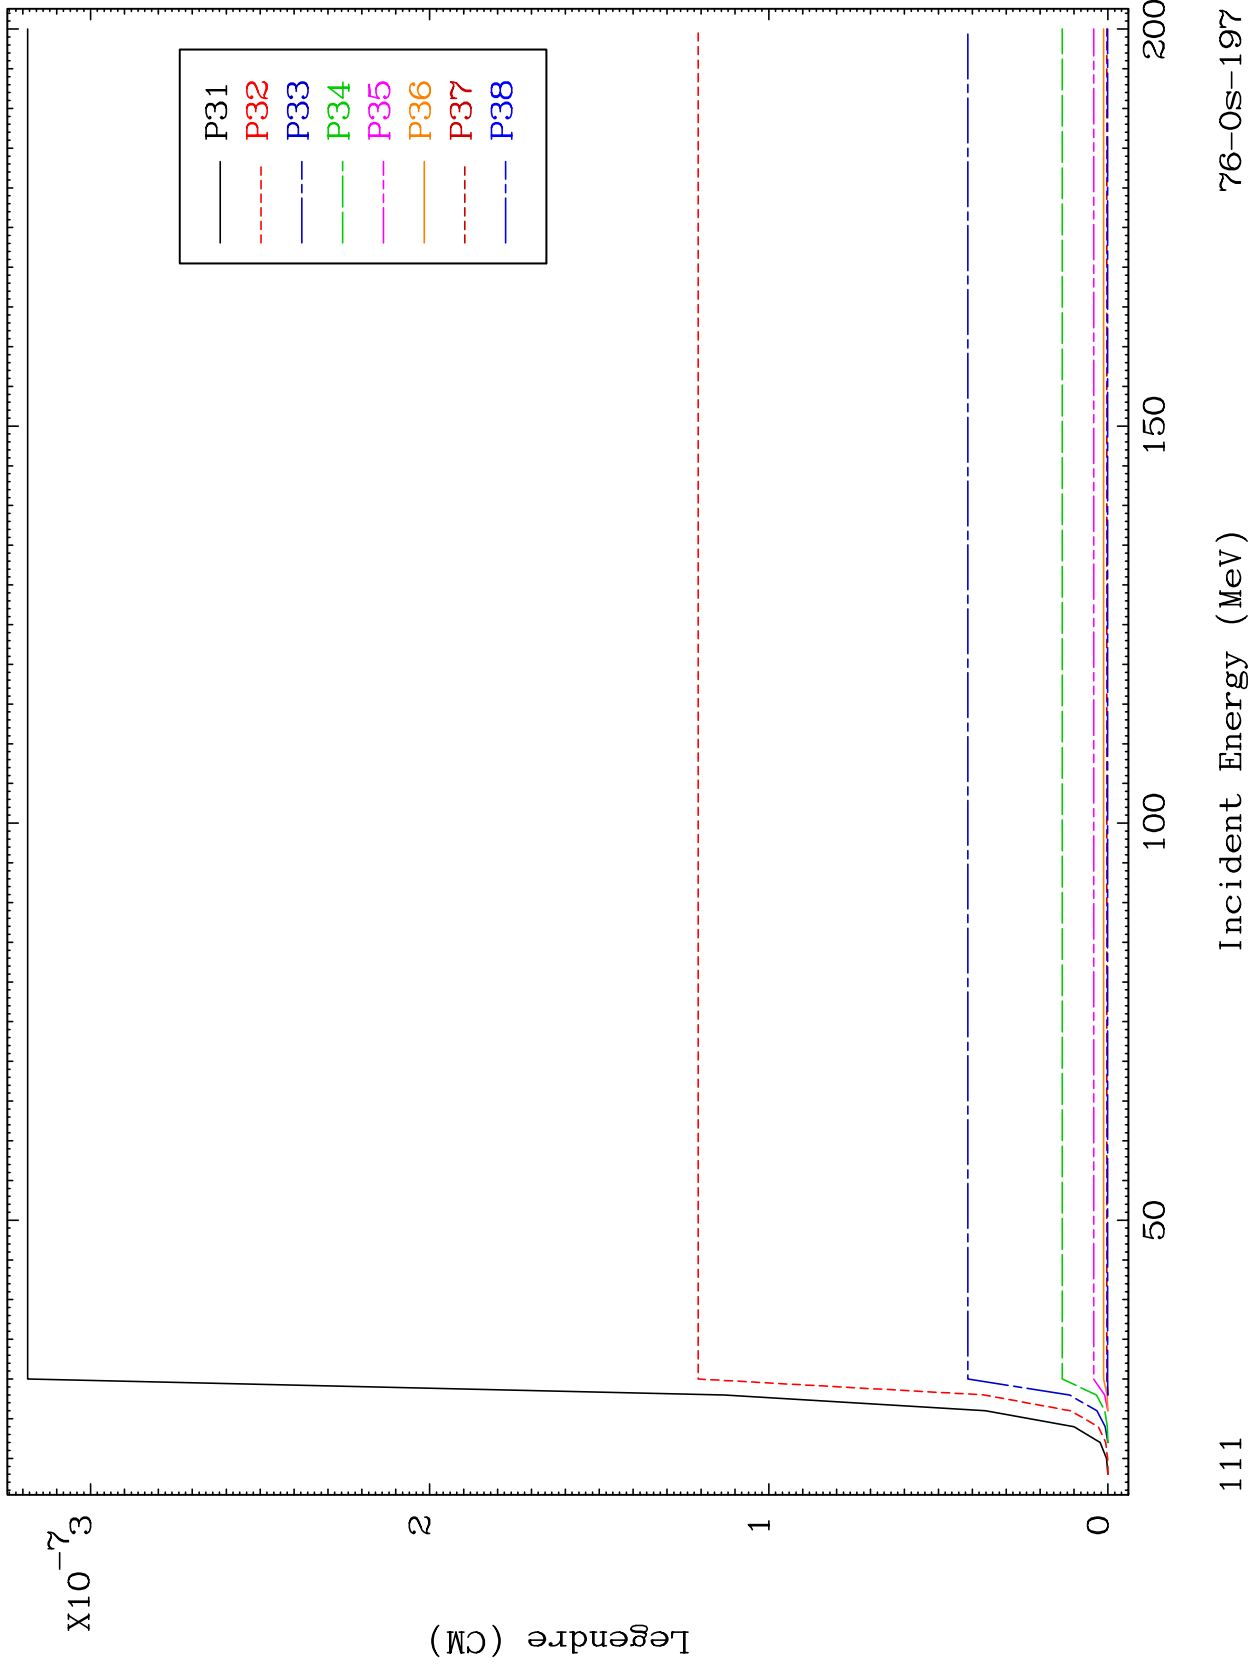 X10⁻⁷
3
2
1
0
Legendre (CM)
P31
P32
P33
P34
P35
P36
P37
P38
50
100
150
200
111
Incident Energy (MeV)
76-Os-197